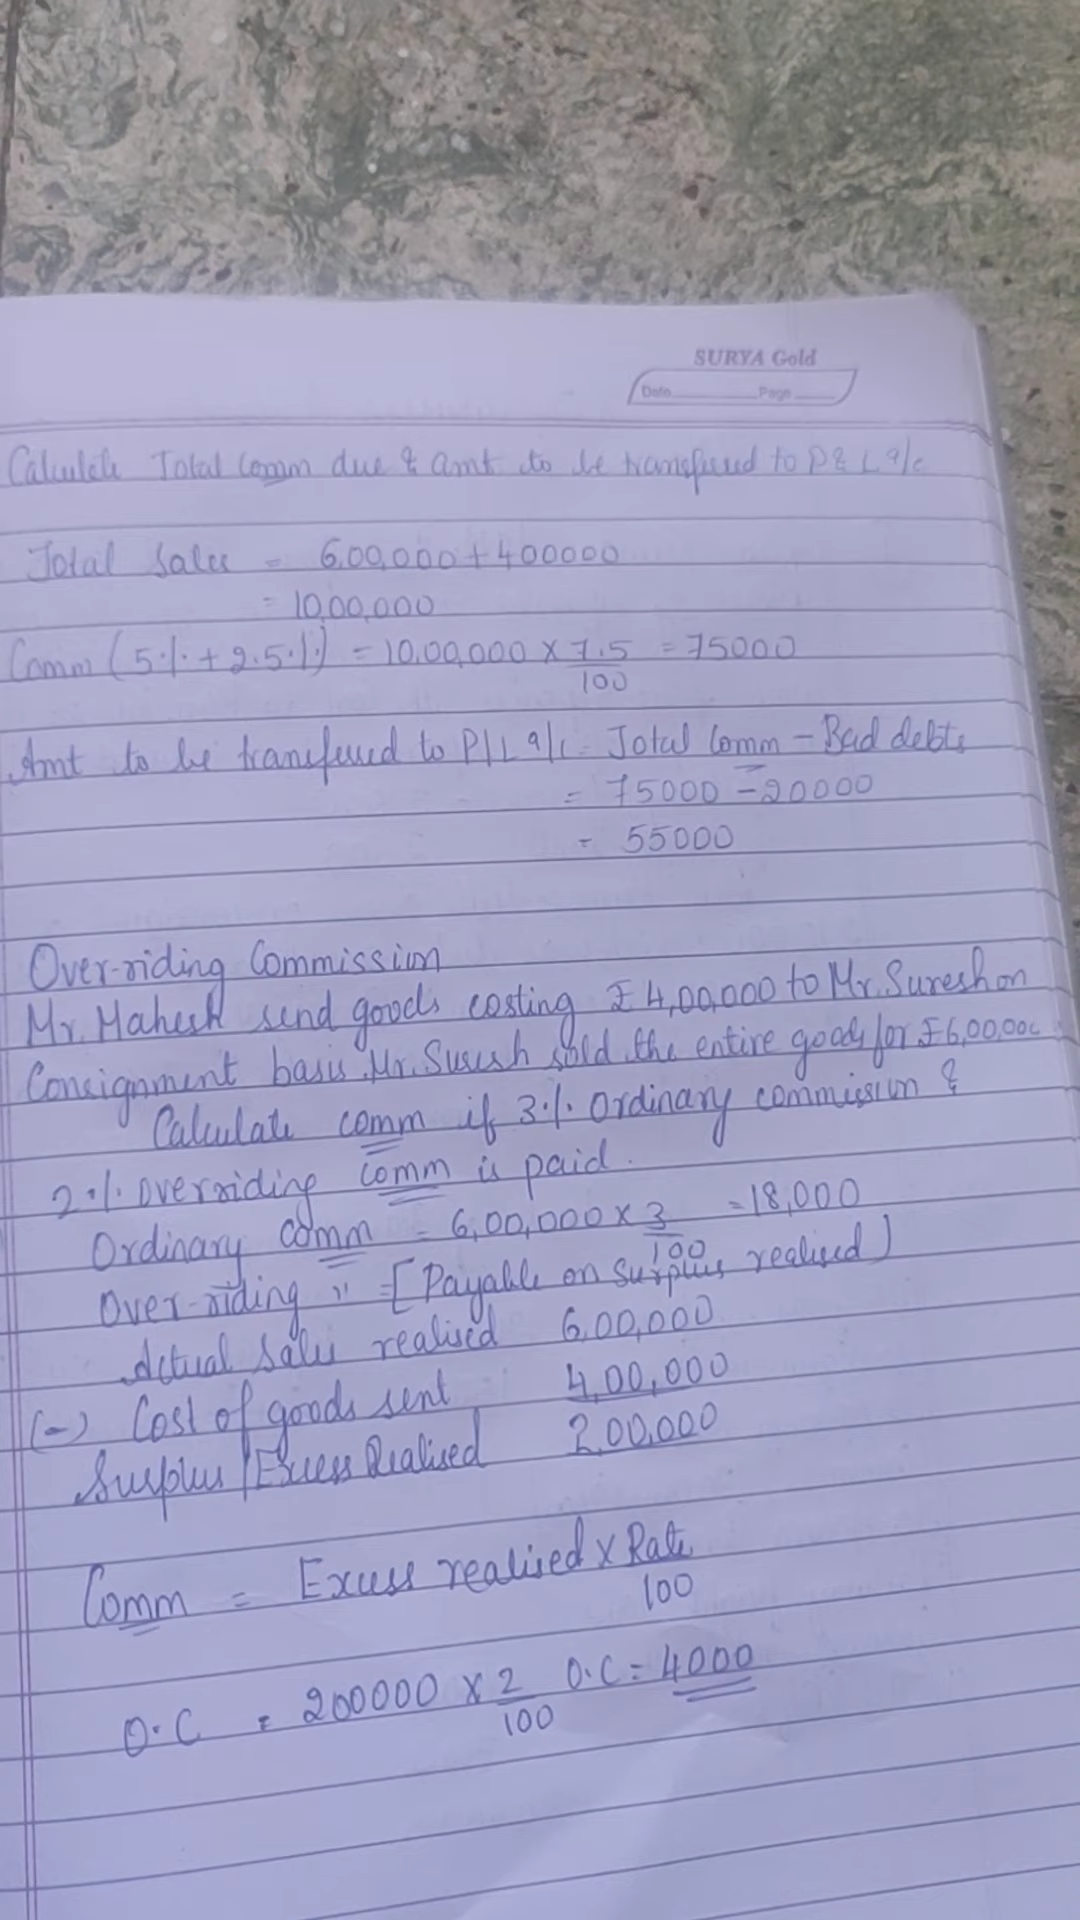 SURYA Gold
Date Page
Calculate Total Comm due & Amt to be transferred to P & L a/c
Total Sales = 6,00,000 + 400000
= 10,00,000
Comm (5% + 2.5%) = 10,00,000 × 7.5/100 = 75000
Amt to be transferred to P/L a/c = Total Comm - Bad debts
= 75000 - 20000
= 55000
Over-riding Commission
Mr. Mahesh send goods costing ₹ 4,00,000 to Mr. Suresh on
Consignment basis. Mr. Suresh sold the entire goods for ₹ 6,00,000
Calculate comm if 3% Ordinary commission &
2% overriding comm is paid.
Ordinary comm = 6,00,000 × 3/100 = 18,000
Over-riding " = [Payable on surplus realised]
Actual sales realised 6,00,000
(-) Cost of goods sent 4,00,000
Surplus/Excess Realised 2,00,000
Comm = Excess realised × Rate/100
O.C = 200000 × 2/100 O.C = 4000